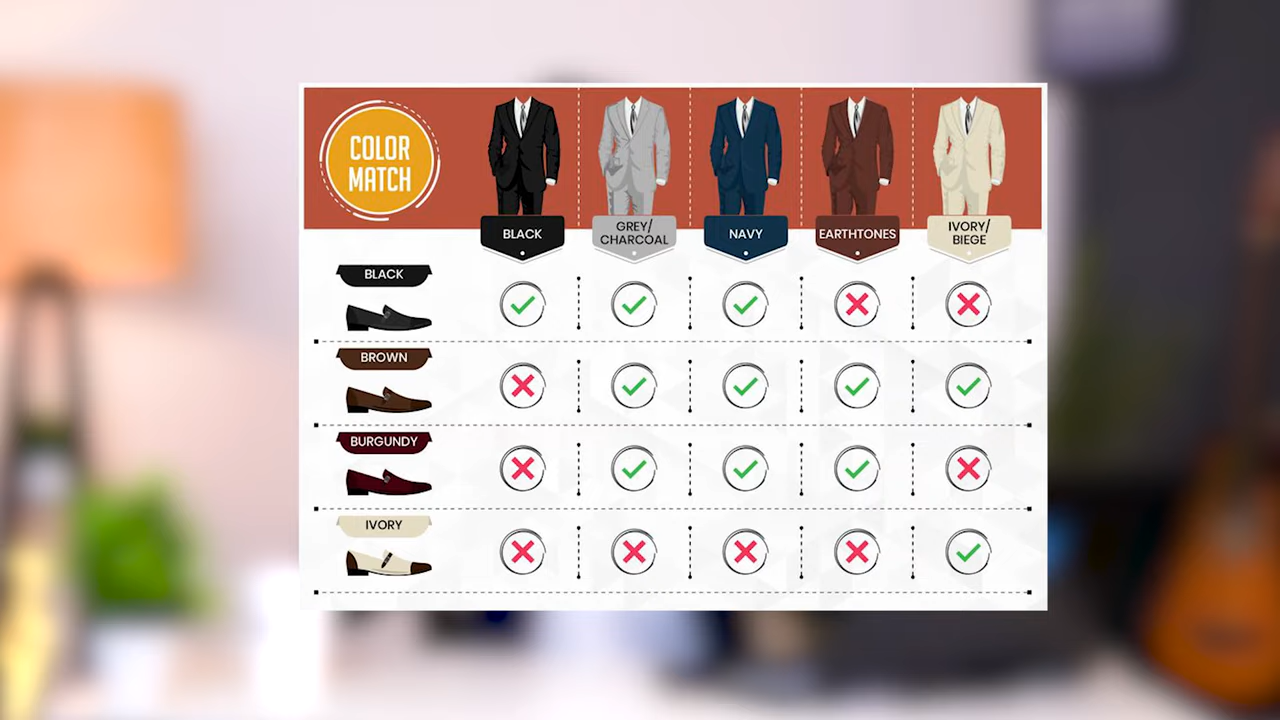 COLOR
MATCH
BLACK
GREY/
CHARCOAL
NAVY
EARTHTONES
IVORY/
BIEGE
BLACK
BROWN
BURGUNDY
IVORY